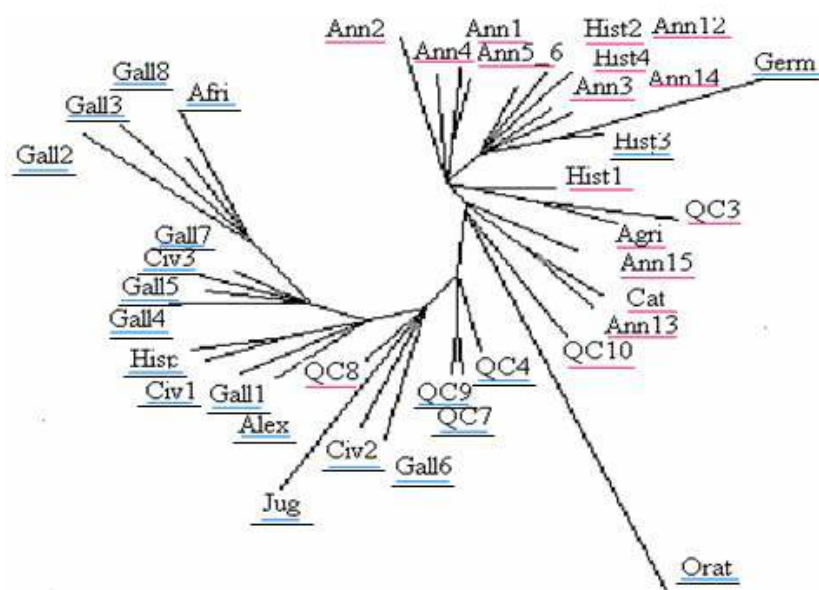 Ann2
Ann1
Hist2
Ann12
Ann4
Ann5_6
Hist4
Germ
Gall8
Afri
Ann3
Ann14
Gall3
Gall2
Hist3
Hist1
QC3
Gall7
Agri
Civ3
Ann15
Gall5
Cat
Gall4
Ann13
Hisp
QC8
QC4
QC10
Civ1
Gall1
QC9
Alex
QC7
Civ2
Gall6
Jug
Orat